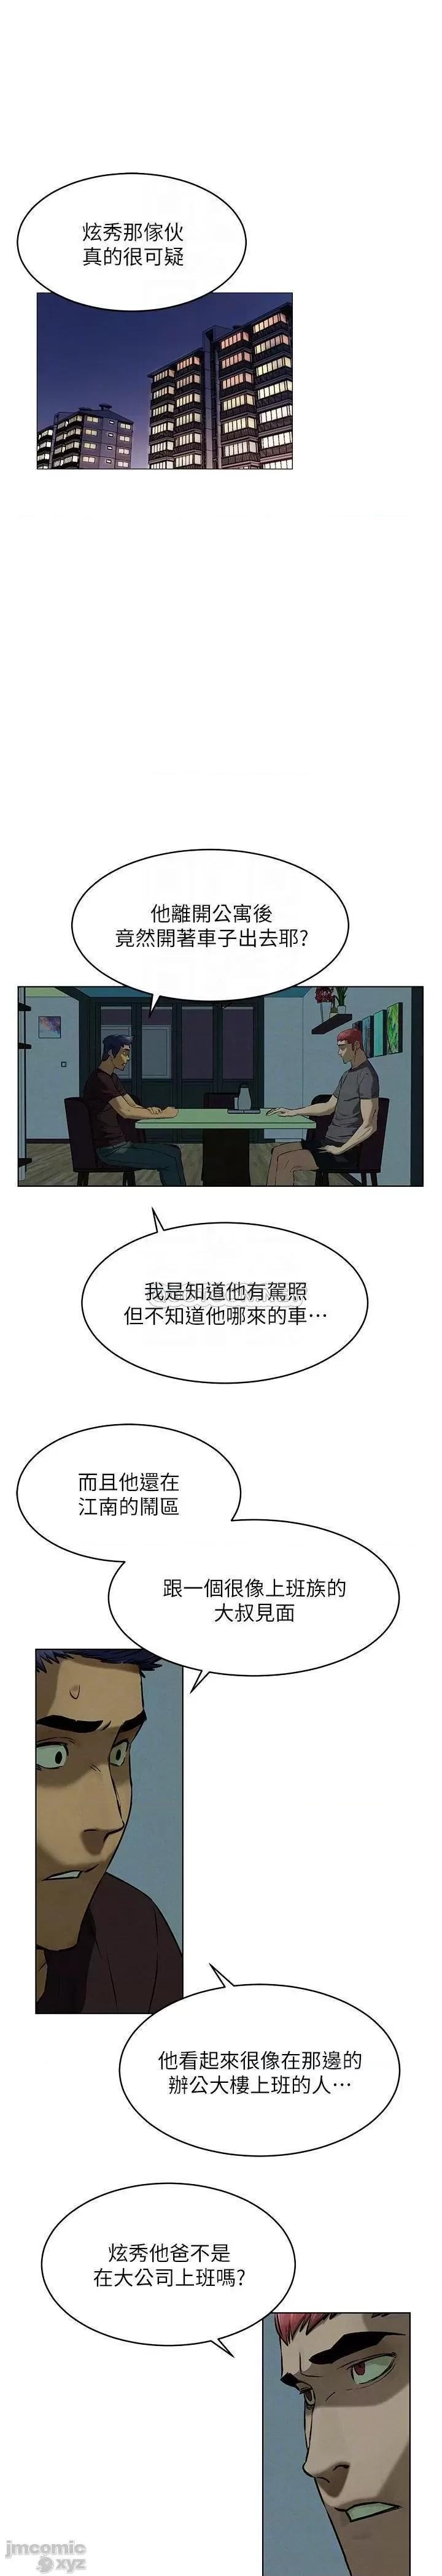 炫秀那傢伙
真的很可疑
他離開公寓後
竟然開著車子出去耶?
我是知道他有駕照
但不知道他哪來的車⋯
而且他還在
江南的鬧區
跟一個很像上班族的
大叔見面
他看起來很像在那邊的
辦公大樓上班的人⋯
炫秀他爸不是
在大公司上班嗎?
jmcomic
xyz